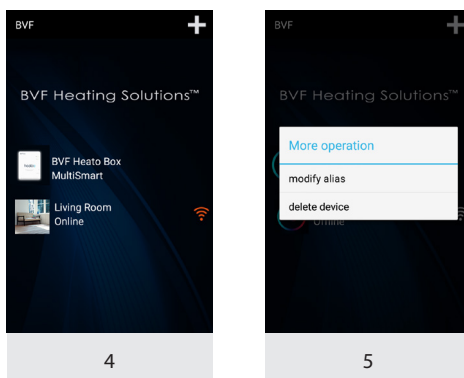 BVF
BVF Heating Solutions™
BVF Heato Box
MultiSmart
Living Room
Online
4
BVF
BVF Heating Solutions™
More operation
modify alias
delete device
Offline
5